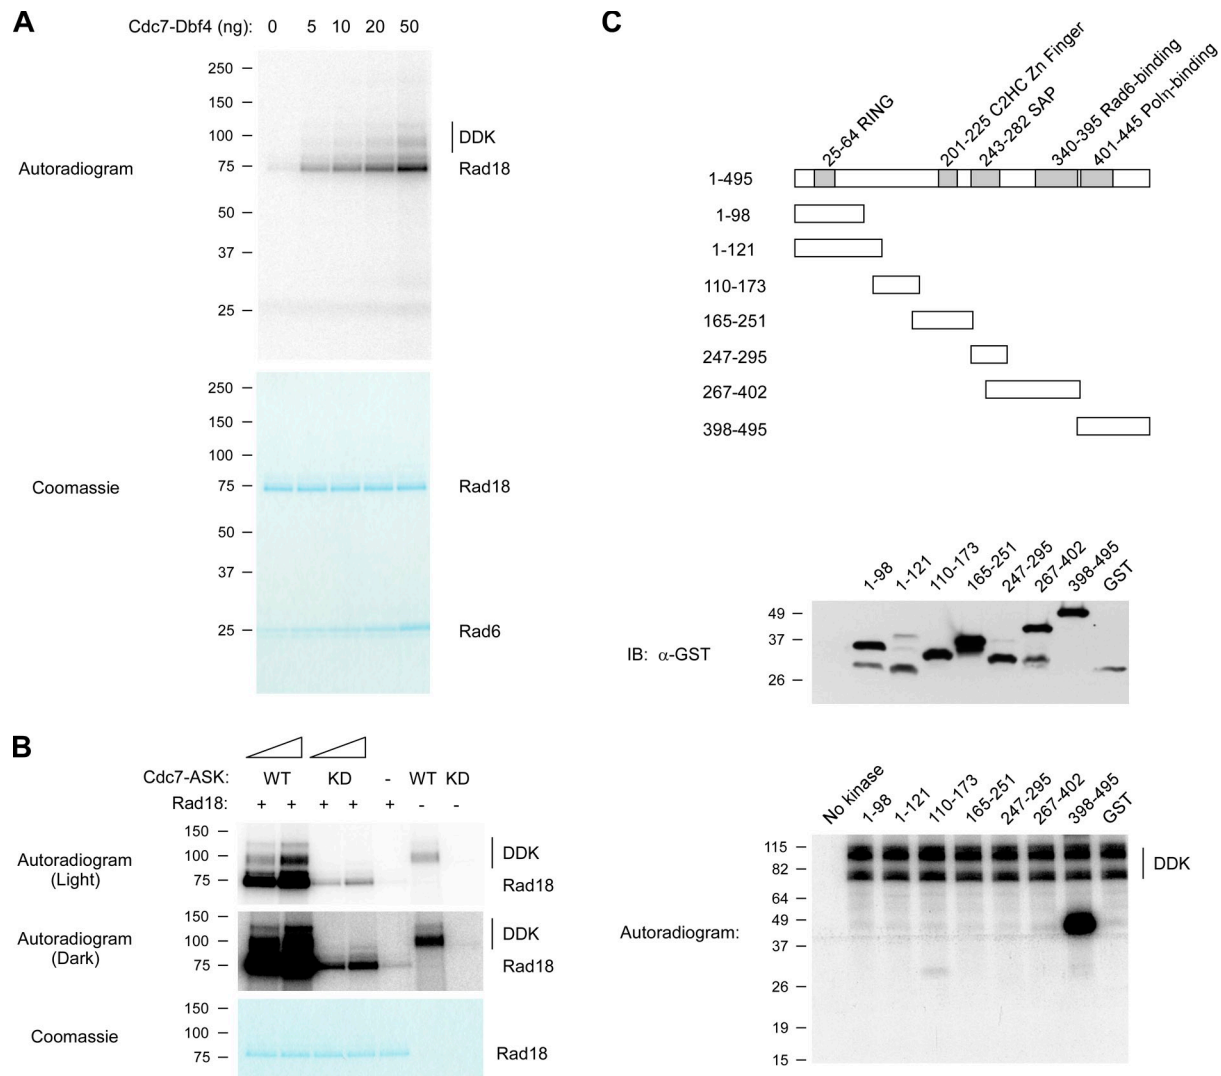 A
Cdc7-Dbf4 (ng): 0 5 10 20 50
250
150
100
75
50
37
25
Autoradiogram
DDK
Rad18
250
150
100
75
50
37
25
Coomassie
Rad18
Rad6
B
Cdc7-ASK: WT KD - WT KD
Rad18: + + + + + - -
150
100
75
Autoradiogram
(Light)
DDK
Rad18
150
100
75
Autoradiogram
(Dark)
DDK
Rad18
150
100
75
Coomassie
Rad18
C
25-64 RING
201-225 C2HC Zn Finger
243-282 SAP
340-395 Rad6-binding
401-445 Polη-binding
1-495
1-98
1-121
110-173
165-251
247-295
267-402
398-495
1-98 1-121 110-173 165-251 247-295 267-402 398-495 GST
49
37
26
IB: α-GST
No kinase 1-98 1-121 110-173 165-251 247-295 267-402 398-495 GST
115
82
64
49
37
26
19
15
DDK
Autoradiogram: